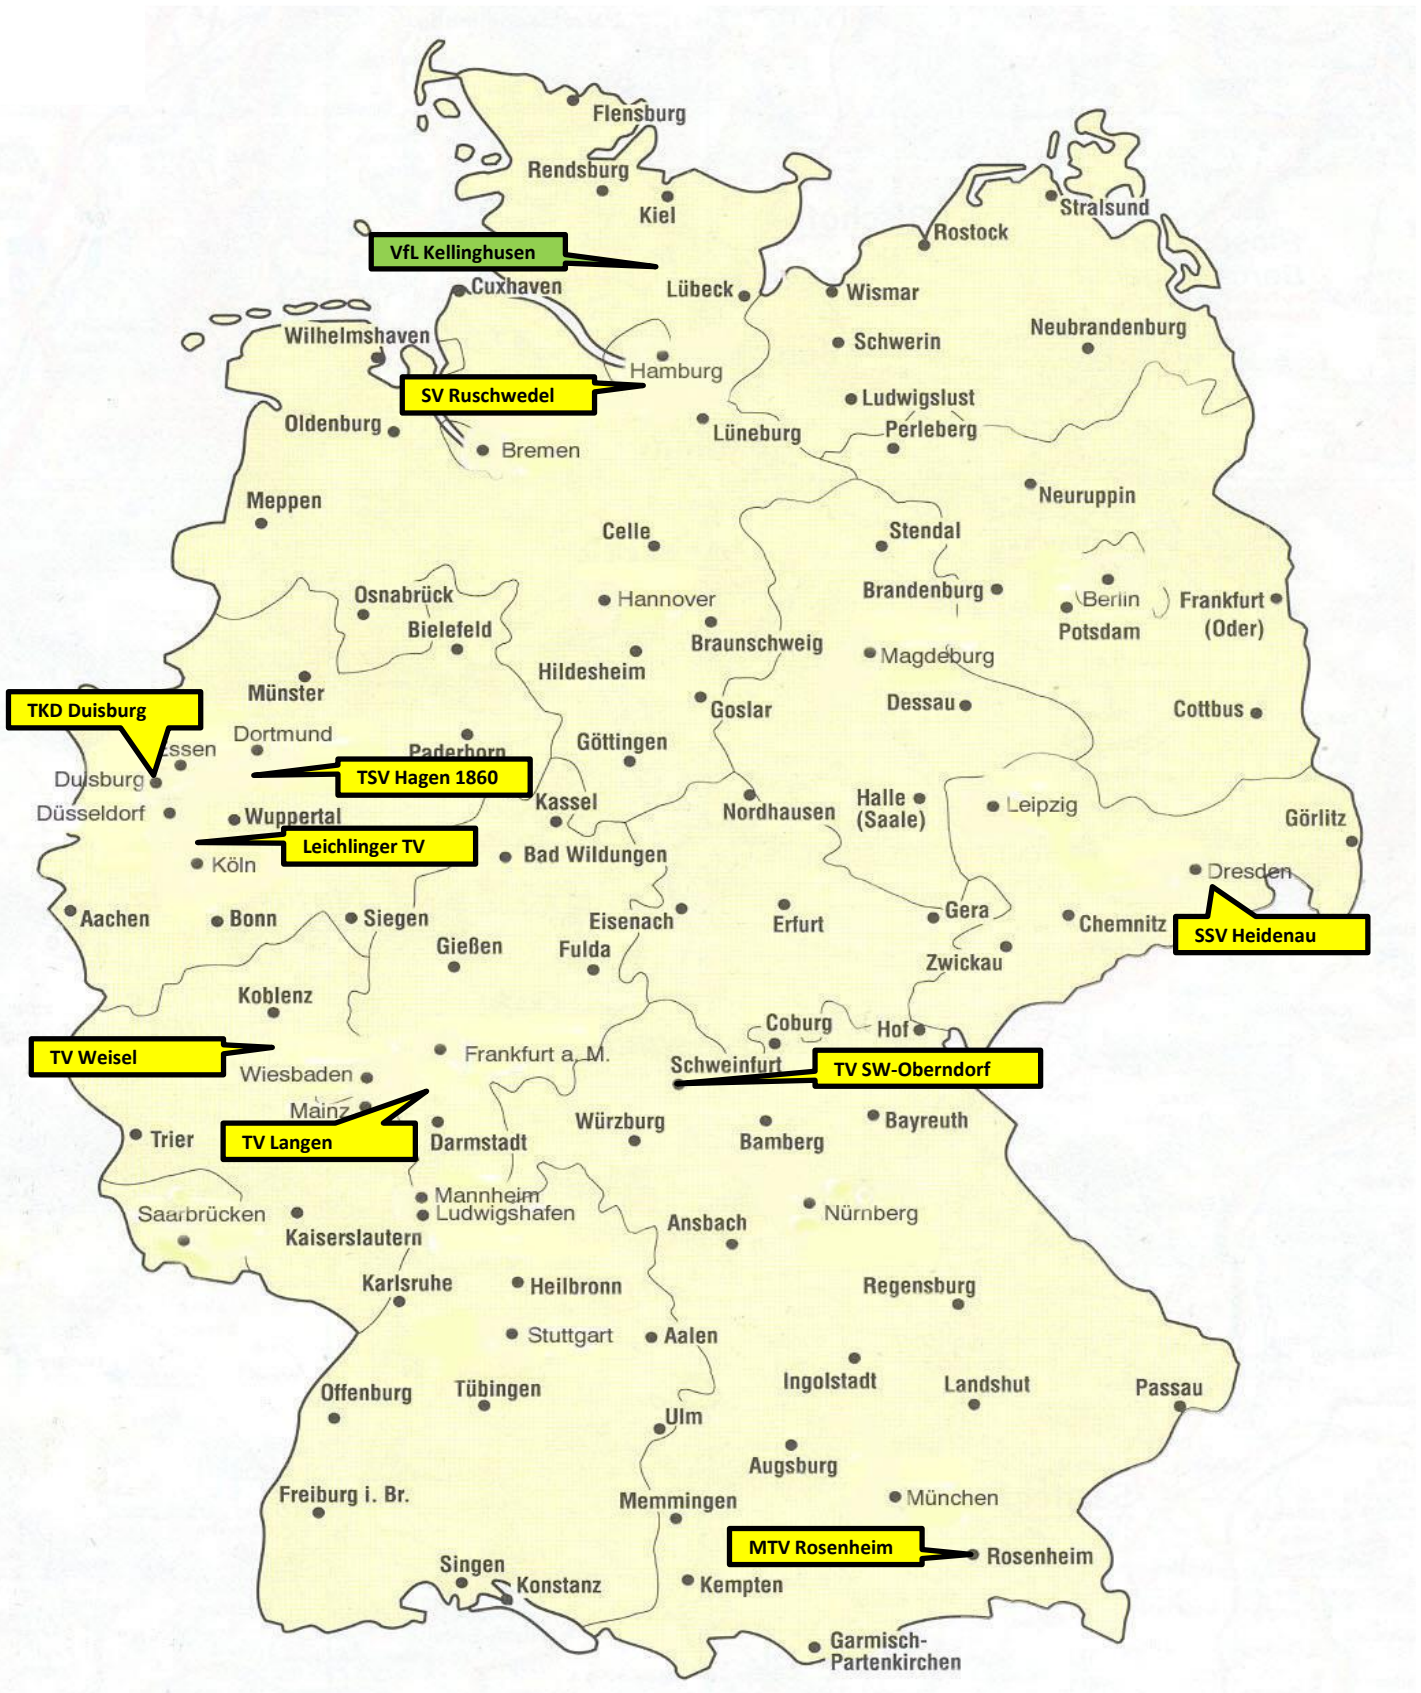 Flensburg
Rendsburg
Kiel
Stralsund
Rostock
VfL Kellinghusen
Cuxhaven
Lübeck
Wismar
Wilhelmshaven
Schwerin
Neubrandenburg
Hamburg
SV Ruschwedel
Ludwigslust
Oldenburg
Lüneburg
Perleberg
Bremen
Meppen
Neuruppin
Celle
Stendal
Osnabrück
Hannover
Brandenburg
Berlin
Frankfurt
(Oder)
Bielefeld
Braunschweig
Potsdam
Hildesheim
Magdeburg
Münster
TKD Duisburg
Goslar
Dessau
Cottbus
Dortmund
Essen
Paderborn
Göttingen
Duisburg
TSV Hagen 1860
Kassel
Nordhausen
Halle
(Saale)
Leipzig
Düsseldorf
Wuppertal
Görlitz
Leichlinger TV
Bad Wildungen
Köln
Dresden
Aachen
Bonn
Siegen
Eisenach
Erfurt
Gera
Chemnitz
SSV Heidenau
Gießen
Fulda
Zwickau
Koblenz
Coburg
Hof
TV Weisel
Frankfurt a. M.
Schweinfurt
TV SW-Oberndorf
Wiesbaden
Mainz
Würzburg
Bayreuth
Trier
TV Langen
Darmstadt
Bamberg
Mannheim
Saarbrücken
Ludwigshafen
Ansbach
Nürnberg
Kaiserslautern
Karlsruhe
Heilbronn
Regensburg
Stuttgart
Aalen
Offenburg
Tübingen
Ingolstadt
Landshut
Passau
Ulm
Augsburg
Freiburg i. Br.
Memmingen
München
MTV Rosenheim
Rosenheim
Singen
Konstanz
Kempten
Garmisch-
Partenkirchen